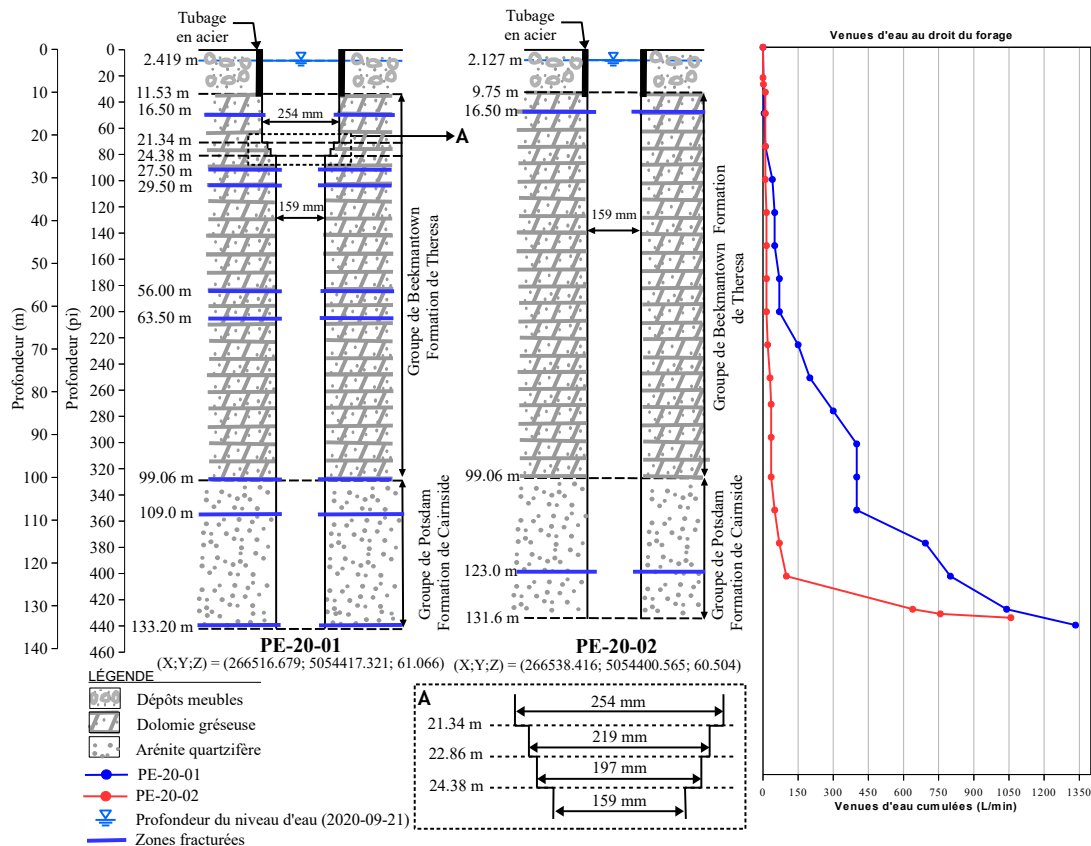 Tubage
en acier
Tubage
en acier
Venues d'eau au droit du forage
Profondeur (m)
0
10
20
30
40
50
60
70
80
90
100
110
120
130
140
Profondeur (pi)
0
20
40
60
80
100
120
140
160
180
200
220
240
260
280
300
320
340
360
380
400
420
440
460
2.419 m
11.53 m
16.50 m
21.34 m
24.38 m
27.50 m
29.50 m
56.00 m
63.50 m
99.06 m
109.0 m
133.20 m
254 mm
A
159 mm
Groupe de Beekmantown
Formation de Theresa
Groupe de Potsdam
Formation de Cairnside
PE-20-01
(X;Y;Z) = (266516.679; 5054417.321; 61.066)
2.127 m
9.75 m
16.50 m
99.06 m
123.0 m
131.6 m
159 mm
Groupe de Beekmantown Formation
de Theresa
Groupe de Potsdam
Formation de Cairnside
PE-20-02
(X;Y;Z) = (266538.416; 5054400.565; 60.504)
0 150 300 450 600 750 900 1050 1200 1350
Venues d'eau cumulées (L/min)
LÉGENDE
Dépôts meubles
Dolomie gréseuse
Arénite quartzifère
PE-20-01
PE-20-02
Profondeur du niveau d'eau (2020-09-21)
Zones fracturées
A
254 mm
21.34 m
219 mm
22.86 m
197 mm
24.38 m
159 mm